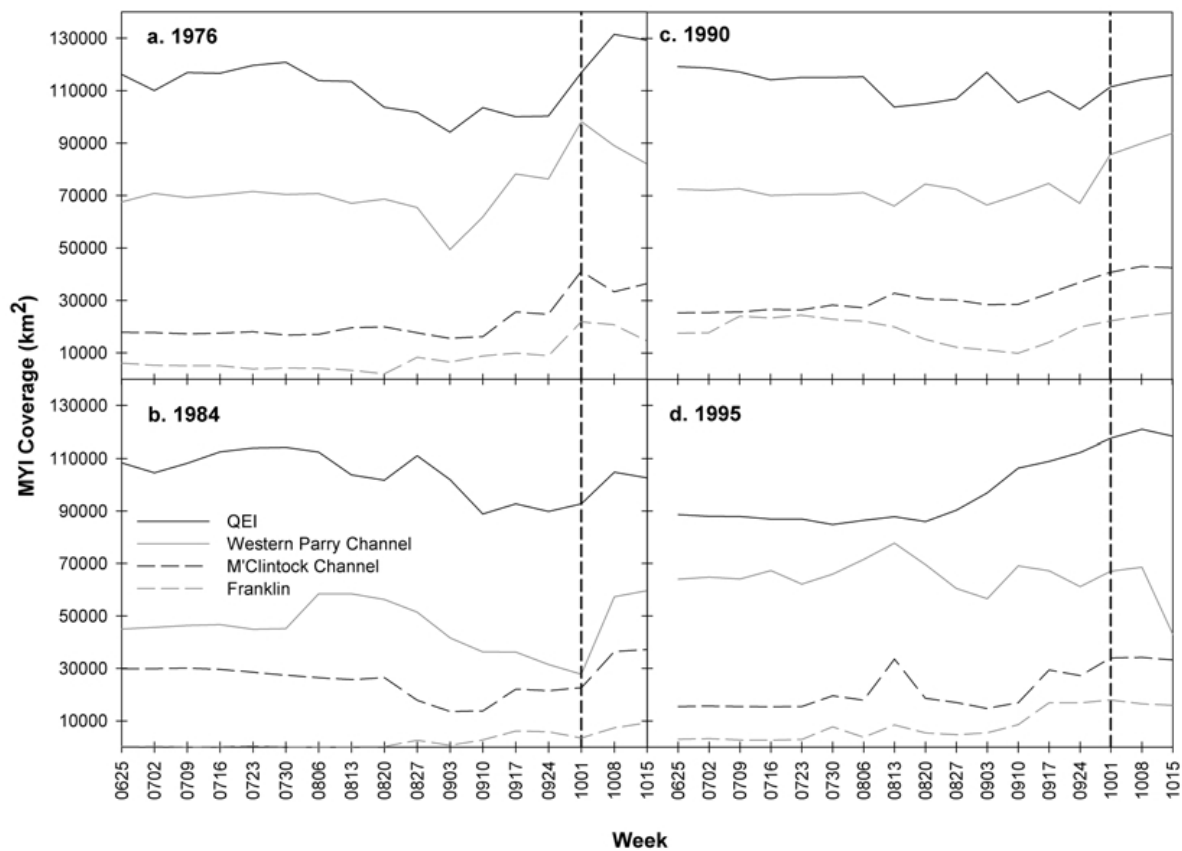 a. 1976
c. 1990
130000
110000
90000
70000
50000
30000
10000
MYI Coverage (km²)
b. 1984
d. 1995
130000
110000
90000
70000
50000
30000
10000
QEI
Western Parry Channel
M'Clintock Channel
Franklin
0625 0702 0709 0716 0723 0730 0806 0813 0820 0827 0903 0910 0917 0924 1001 1008 1015
0625 0702 0709 0716 0723 0730 0806 0813 0820 0827 0903 0910 0917 0924 1001 1008 1015
Week